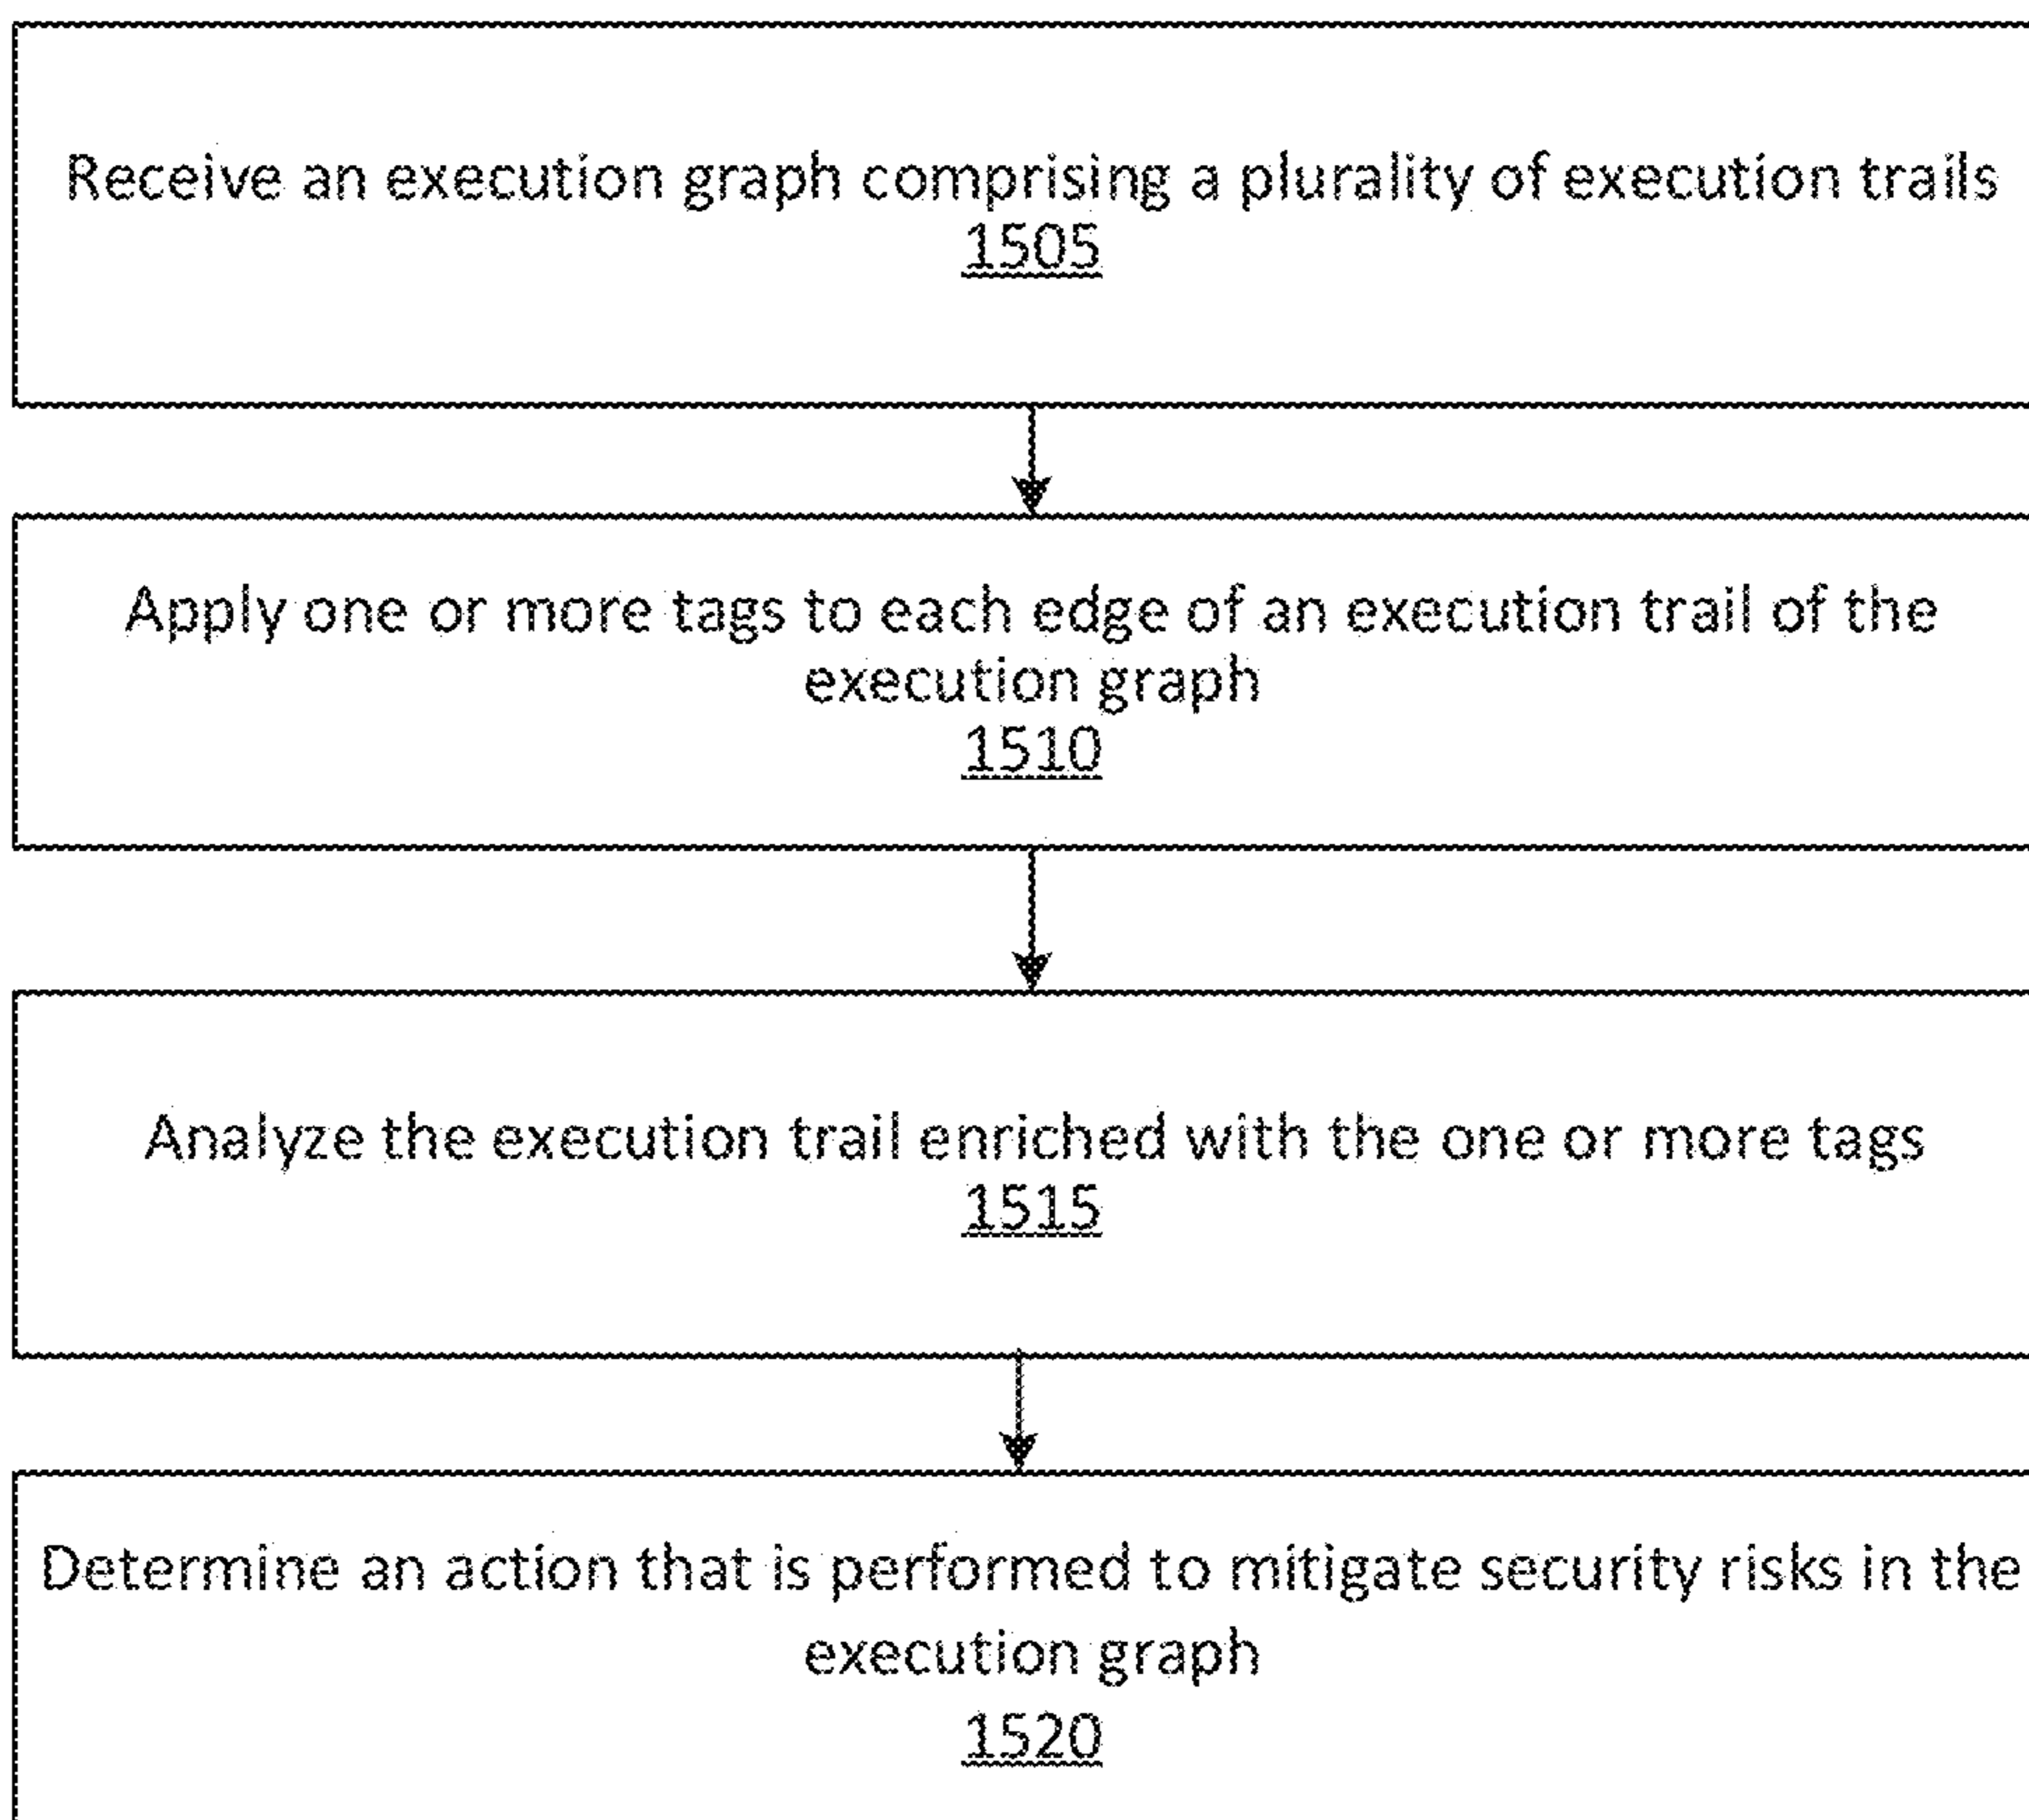 Receive an execution graph comprising a plurality of execution trails
1505
Apply one or more tags to each edge of an execution trail of the
execution graph
1510
Analyze the execution trail enriched with the one or more tags
1515
Determine an action that is performed to mitigate security risks in the
execution graph
1520